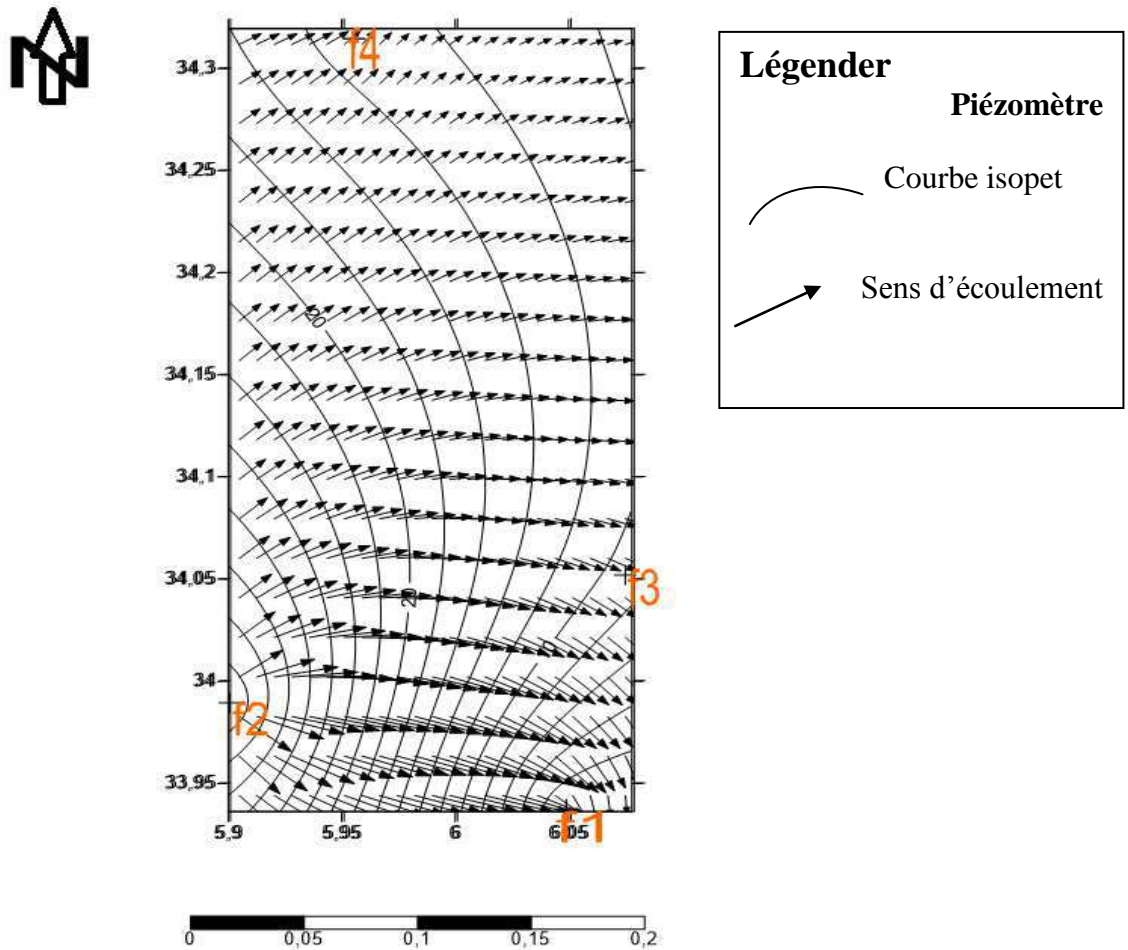 N
f4
34,3
34,25
34,2
20
34,15
34,1
34,05
20
f3
0
34
f2
33,95
f1
5,9
5,95
6
6,05
0
0,05
0,1
0,15
0,2
Légender
Piézomètre
Courbe isopet
Sens d’écoulement